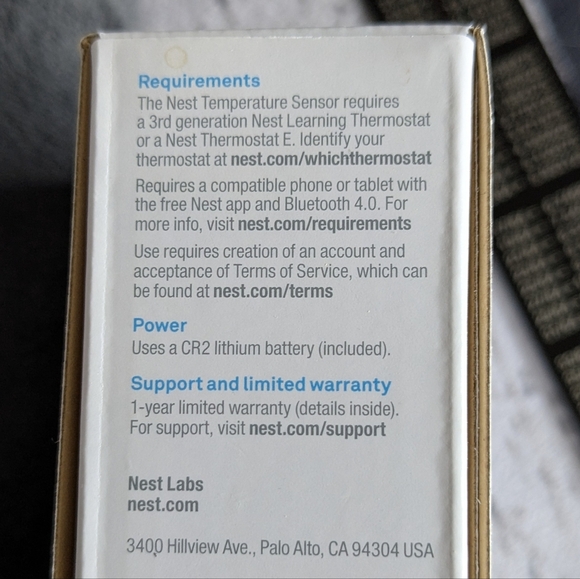 Requirements
The Nest Temperature Sensor requires
a 3rd generation Nest Learning Thermostat
or a Nest Thermostat E. Identify your
thermostat at nest.com/whichthermostat
Requires a compatible phone or tablet with
the free Nest app and Bluetooth 4.0. For
more info, visit nest.com/requirements
Use requires creation of an account and
acceptance of Terms of Service, which can
be found at nest.com/terms
Power
Uses a CR2 lithium battery (included).
Support and limited warranty
1-year limited warranty (details inside).
For support, visit nest.com/support
Nest Labs
nest.com
3400 Hillview Ave., Palo Alto, CA 94304 USA